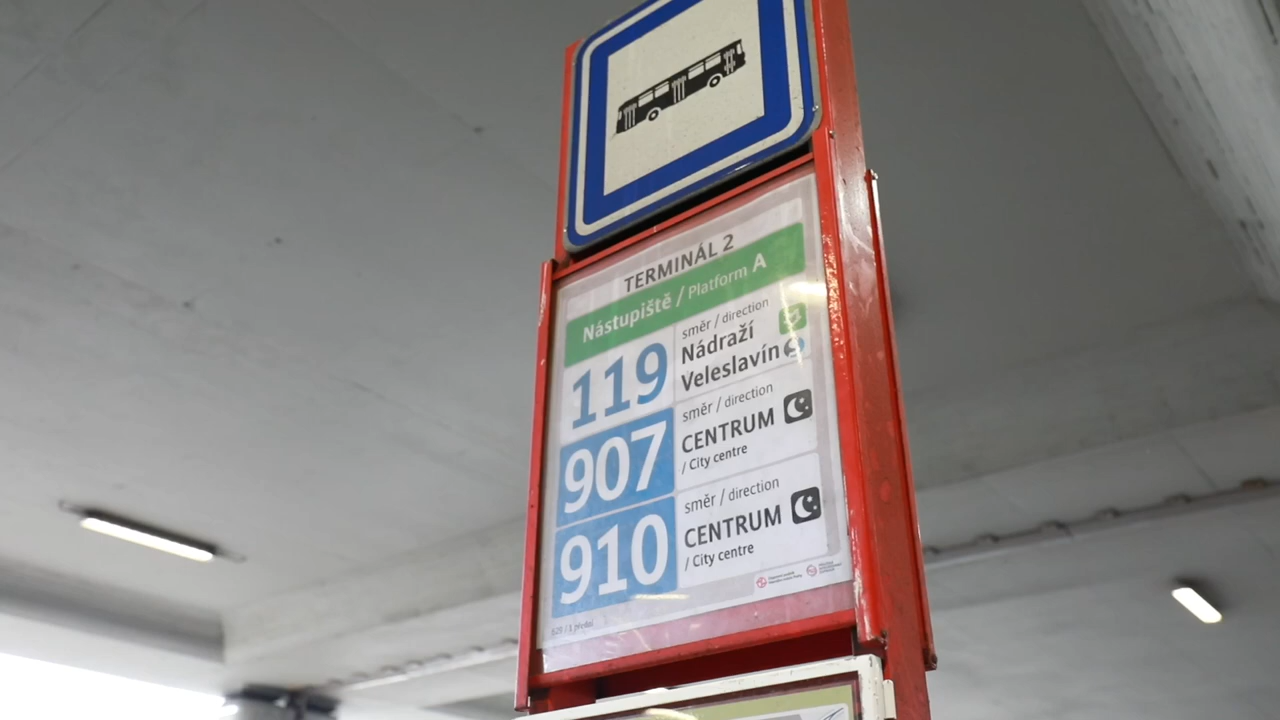 TERMINÁL 2
Nástupiště / Platform A
119
směr / direction
Nádraží
Veleslavín
907
směr / direction
CENTRUM
/ City centre
910
směr / direction
CENTRUM
/ City centre